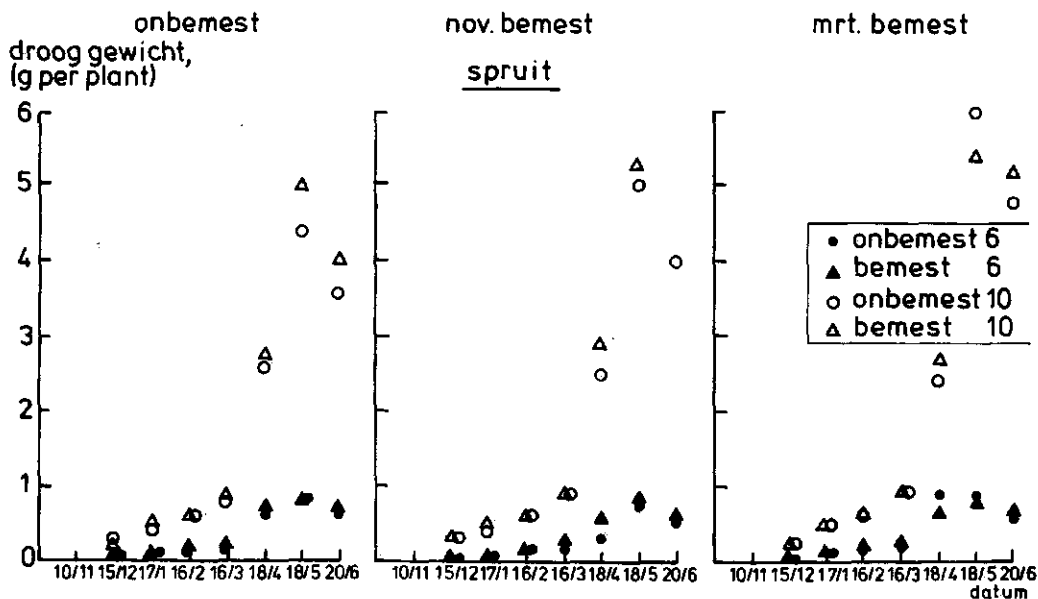 onbemest
nov. bemest
mrt. bemest
droog gewicht,
(g per plant)
spruit
6
5
4
3
2
1
0
onbemest 6
bemest 6
onbemest 10
bemest 10
10/11 15/12 17/1 16/2 16/3 18/4 18/5 20/6
10/11 15/12 17/1 16/2 16/3 18/4 18/5 20/6
10/11 15/12 17/1 16/2 16/3 18/4 18/5 20/6
datum